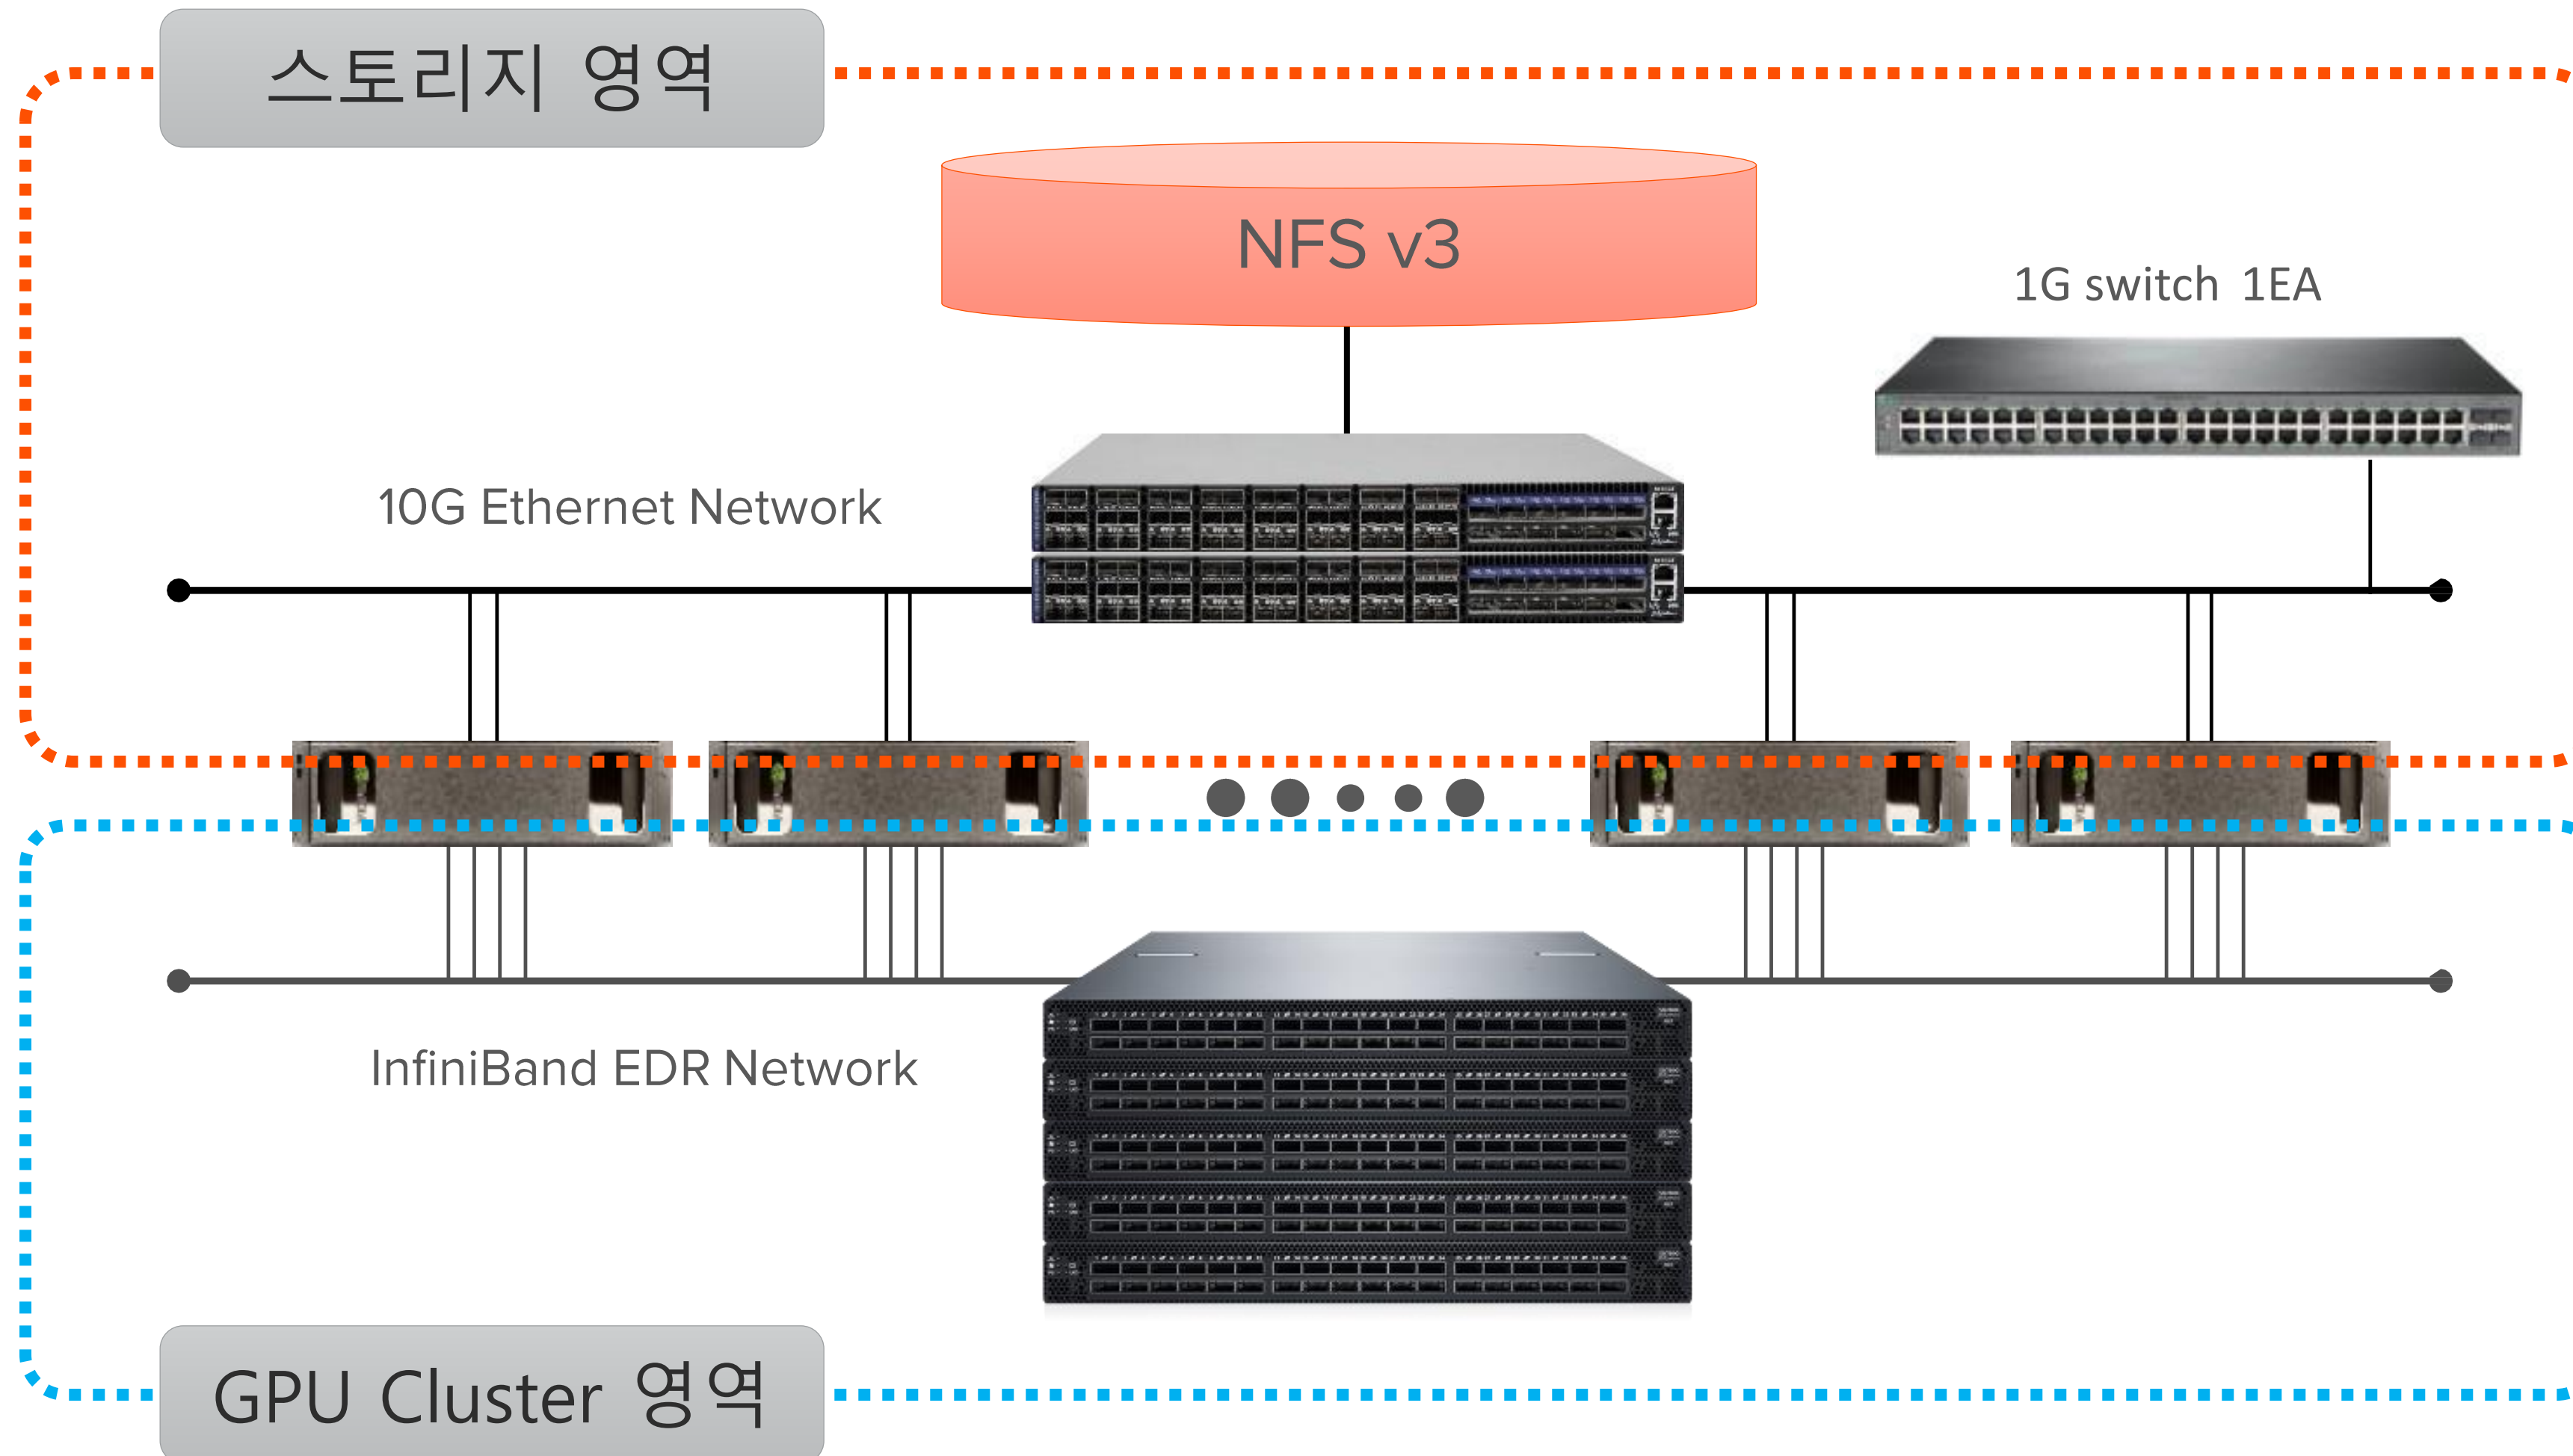 스토리지 영역
NFS v3
1G switch 1EA
10G Ethernet Network
InfiniBand EDR Network
GPU Cluster 영역